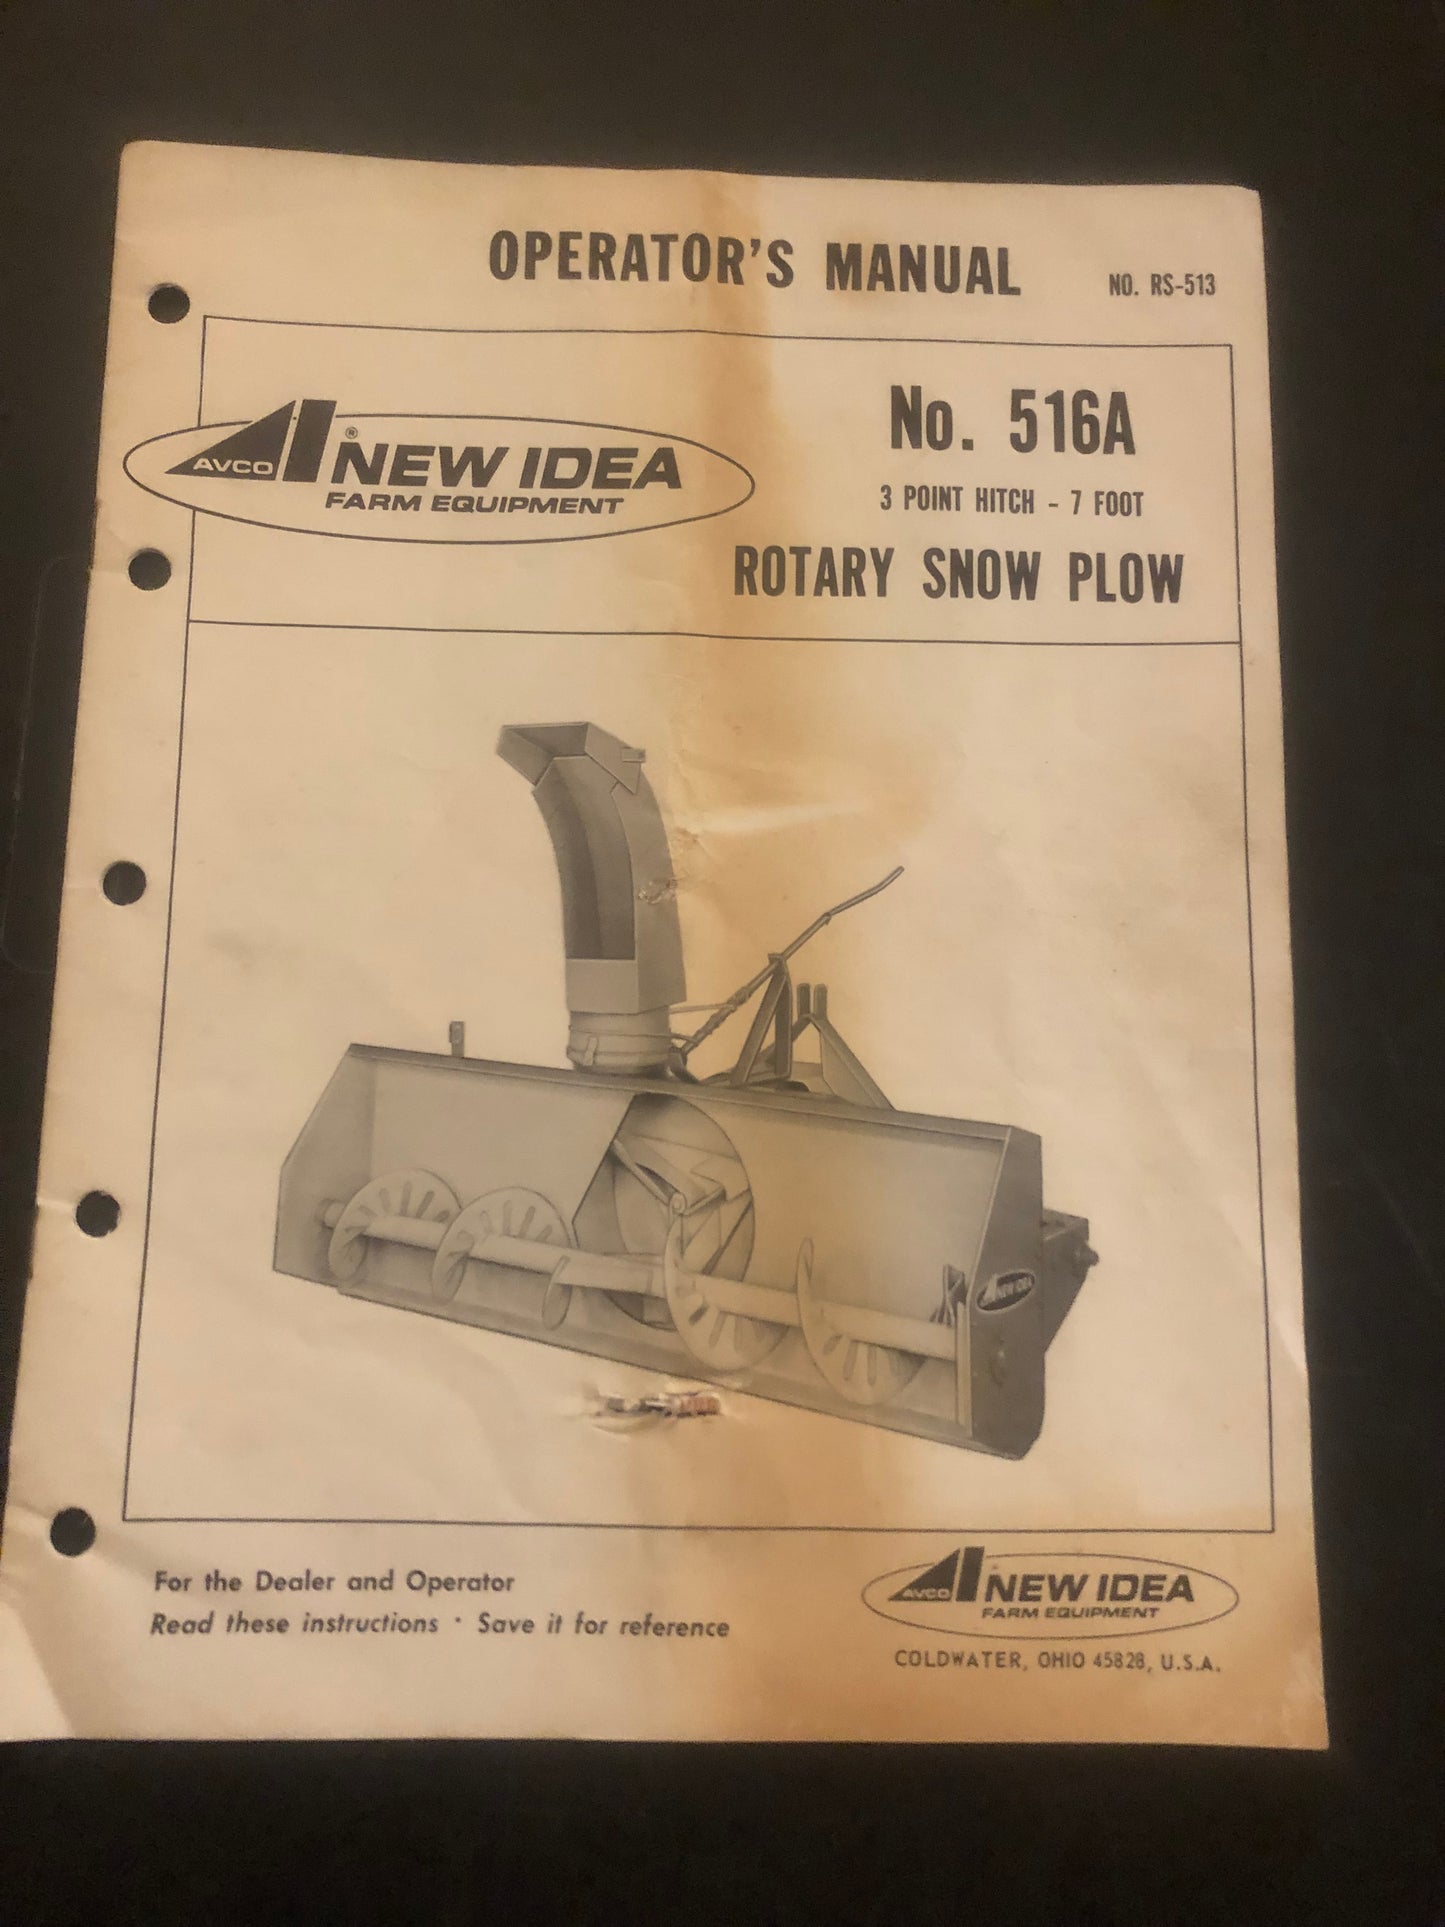 OPERATOR'S MANUAL
NO. RS-513
AVCO
® NEW IDEA
FARM EQUIPMENT
No. 516A
3 POINT HITCH - 7 FOOT
ROTARY SNOW PLOW
NEW IDEA
For the Dealer and Operator
Read these instructions · Save it for reference
AVCO
NEW IDEA
FARM EQUIPMENT
COLDWATER, OHIO 45828, U.S.A.